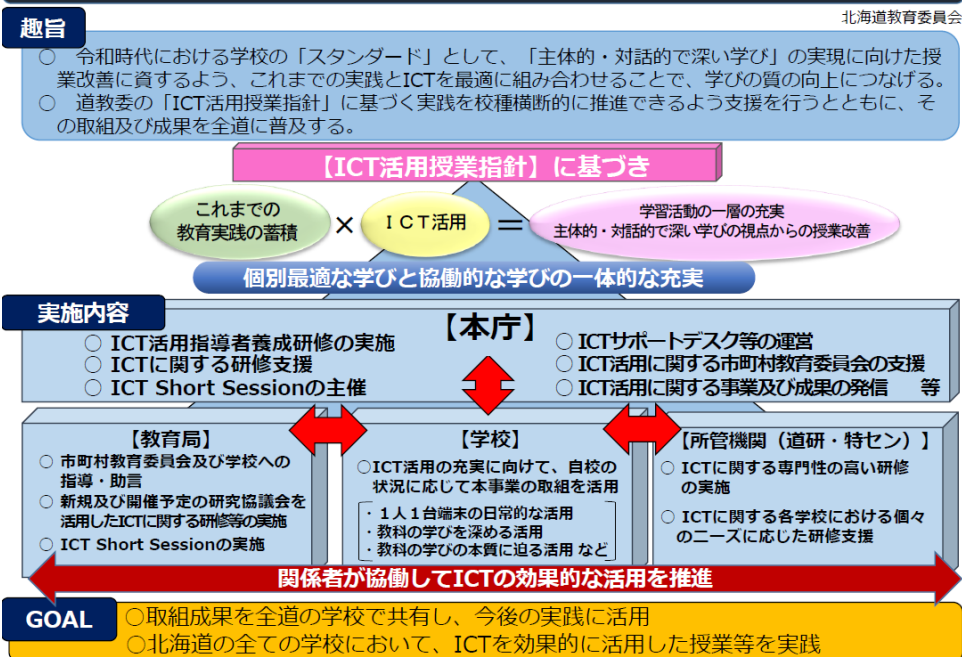 北海道教育委員会
趣旨
○ 令和時代における学校の「スタンダード」として、「主体的・対話的で深い学び」の実現に向けた授
業改善に資するよう、これまでの実践とICTを最適に組み合わせることで、学びの質の向上につなげる。
○ 道教委の「ICT活用授業指針」に基づく実践を校種横断的に推進できるよう支援を行うとともに、そ
の取組及び成果を全道に普及する。
【ICT活用授業指針】に基づき
これまでの
教育実践の蓄積
×
ＩＣＴ活用
＝
学習活動の一層の充実
主体的・対話的で深い学びの視点からの授業改善
個別最適な学びと協働的な学びの一体的な充実
実施内容
【本庁】
○ ICT活用指導者養成研修の実施
○ ICTに関する研修支援
○ ICT Short Sessionの主催
○ ICTサポートデスク等の運営
○ ICT活用に関する市町村教育委員会の支援
○ ICT活用に関する事業及び成果の発信 等
【教育局】
○ 市町村教育委員会及び学校への
指導・助言
○ 新規及び開催予定の研究協議会を
活用したICTに関する研修等の実施
○ ICT Short Sessionの実施
【学校】
○ICT活用の充実に向けて、自校の
状況に応じて本事業の取組を活用
・１人１台端末の日常的な活用
・教科の学びを深める活用
・教科の学びの本質に迫る活用 など
【所管機関（道研・特セン）】
○ ICTに関する専門性の高い研修
の実施
○ ICTに関する各学校における個々
のニーズに応じた研修支援
関係者が協働してICTの効果的な活用を推進
GOAL
○取組成果を全道の学校で共有し、今後の実践に活用
○北海道の全ての学校において、ICTを効果的に活用した授業等を実践